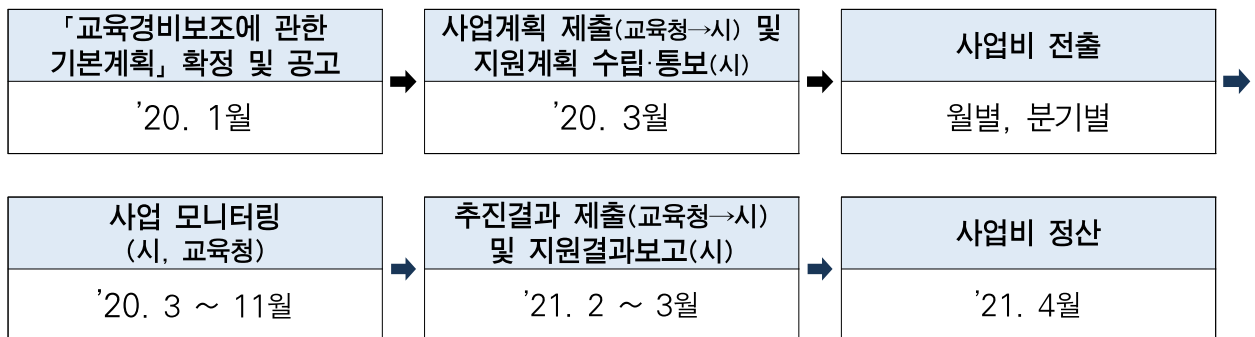 「교육경비보조에 관한
기본계획」 확정 및 공고
'20. 1월
사업계획 제출(교육청→시) 및
지원계획 수립·통보(시)
'20. 3월
사업비 전출
월별, 분기별
사업 모니터링
(시, 교육청)
'20. 3 ~ 11월
추진결과 제출(교육청→시)
및 지원결과보고(시)
'21. 2 ~ 3월
사업비 정산
'21. 4월